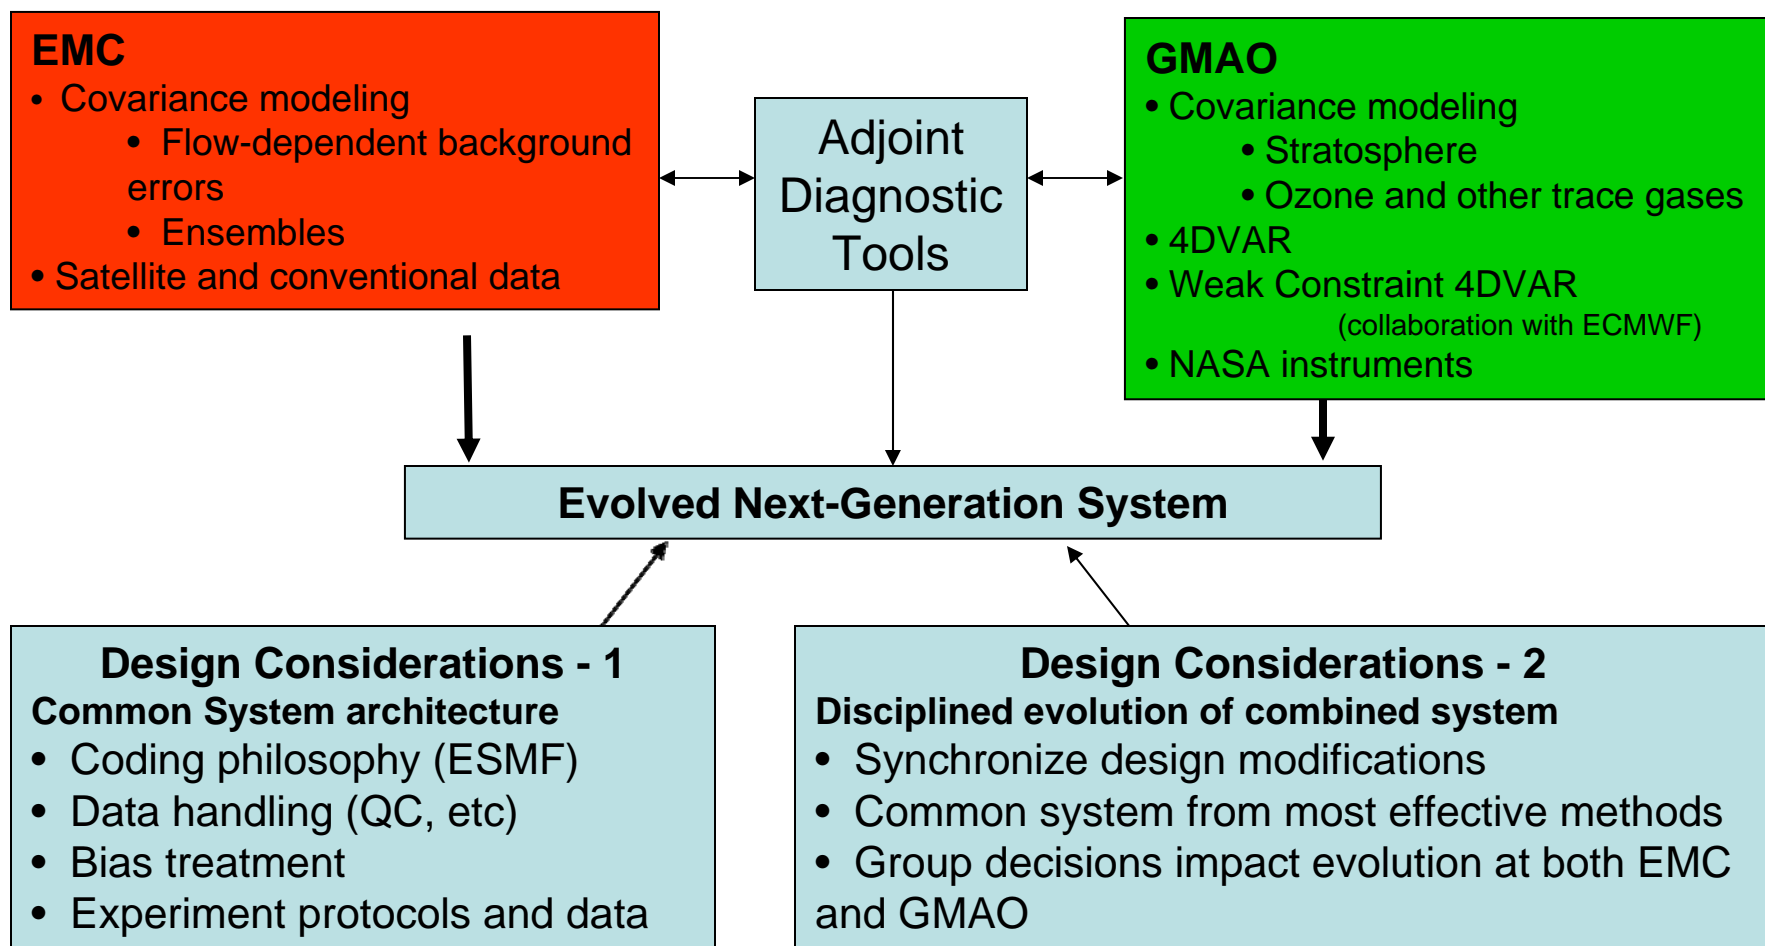 EMC
• Covariance modeling
• Flow-dependent background
errors
• Ensembles
• Satellite and conventional data
Adjoint
Diagnostic
Tools
GMAO
• Covariance modeling
• Stratosphere
• Ozone and other trace gases
• 4DVAR
• Weak Constraint 4DVAR
(collaboration with ECMWF)
• NASA instruments
Evolved Next-Generation System
Design Considerations - 1
Common System architecture
• Coding philosophy (ESMF)
• Data handling (QC, etc)
• Bias treatment
• Experiment protocols and data
Design Considerations - 2
Disciplined evolution of combined system
• Synchronize design modifications
• Common system from most effective methods
• Group decisions impact evolution at both EMC
and GMAO